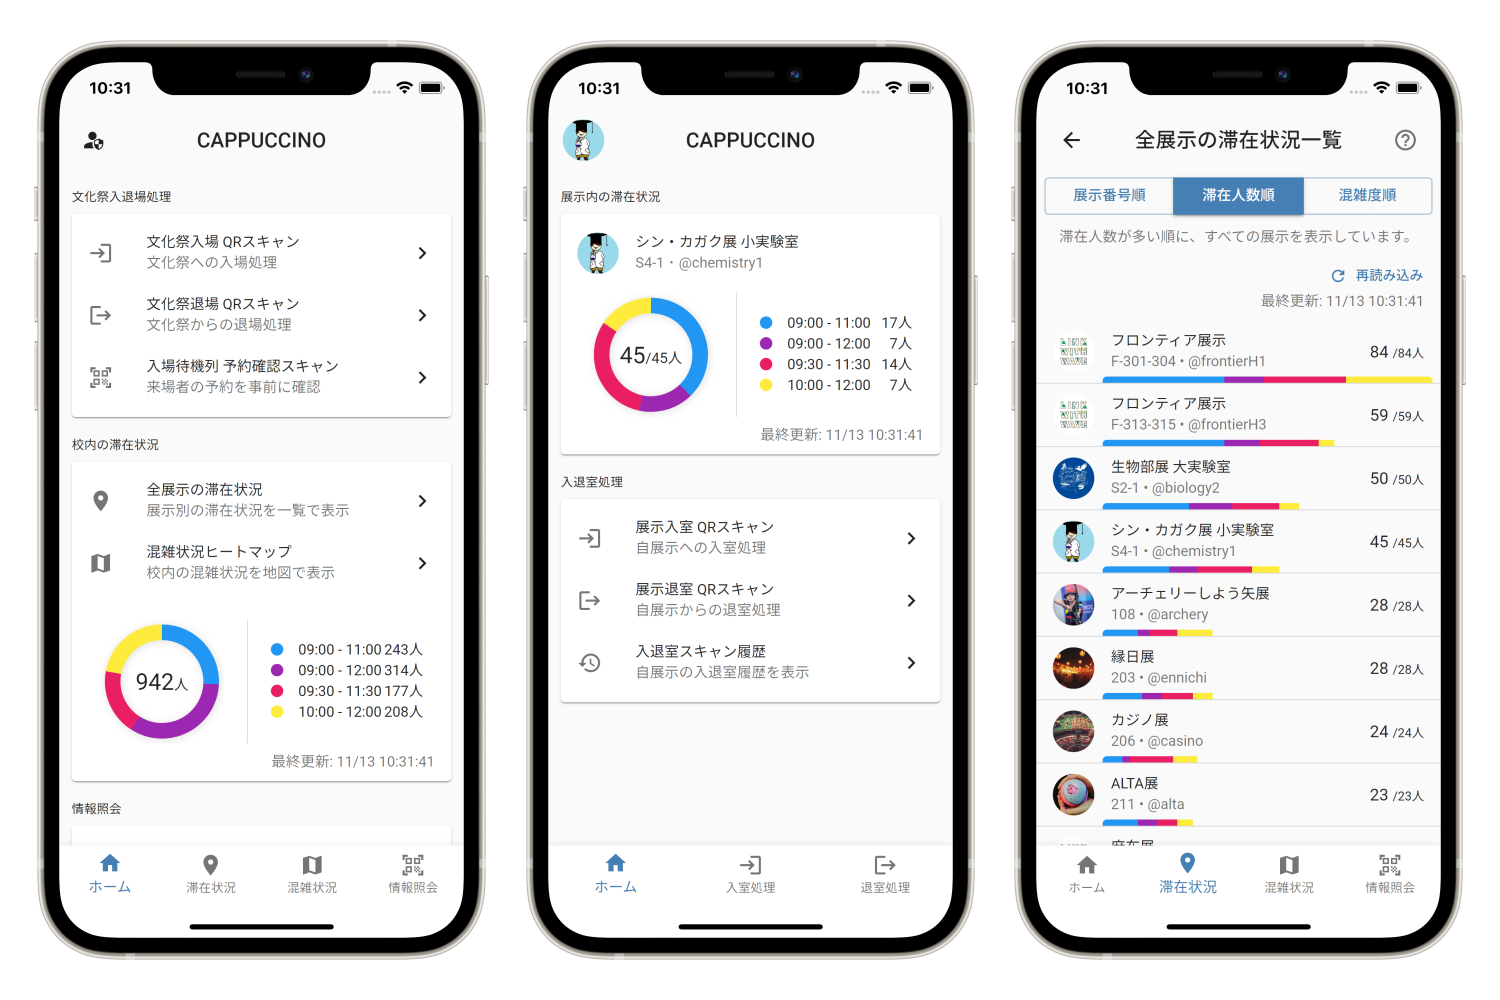 10:31
CAPPUCCINO
文化祭入退場処理
文化祭入場 QRスキャン
文化祭への入場処理
文化祭退場 QRスキャン
文化祭からの退場処理
入場待機列 予約確認スキャン
来場者の予約を事前に確認
校内の滞在状況
全展示の滞在状況
展示別の滞在状況を一覧で表示
混雑状況ヒートマップ
校内の混雑状況を地図で表示
942人
09:00 - 11:00 243人
09:00 - 12:00 314人
09:30 - 11:30 177人
10:00 - 12:00 208人
最終更新: 11/13 10:31:41
情報照会
ホーム
滞在状況
混雑状況
情報照会
10:31
CAPPUCCINO
展示内の滞在状況
シン・カガク展 小実験室
S4-1・@chemistry1
45/45人
09:00 - 11:00 17人
09:00 - 12:00 7人
09:30 - 11:30 14人
10:00 - 12:00 7人
最終更新: 11/13 10:31:41
入退室処理
展示入室 QRスキャン
自展示への入室処理
展示退室 QRスキャン
自展示からの退室処理
入退室スキャン履歴
自展示の入退室履歴を表示
ホーム
入室処理
退室処理
10:31
全展示の滞在状況一覧
展示番号順
滞在人数順
混雑度順
滞在人数が多い順に、すべての展示を表示しています。
再読み込み
最終更新: 11/13 10:31:41
LINK
WITH
WAVE
フロンティア展示
F-301-304 • @frontierH1
84 /84人
LINK
WITH
WAVE
フロンティア展示
F-313-315 • @frontierH3
59 /59人
生物部展 大実験室
S2-1 • @biology2
50 /50人
シン・カガク展 小実験室
S4-1 • @chemistry1
45 /45人
アーチェリーしよう矢展
108 • @archery
28 /28人
縁日展
203 • @ennichi
28 /28人
カジノ展
206 • @casino
24 /24人
ALTA展
211 • @alta
23 /23人
麻布展
ホーム
滞在状況
混雑状況
情報照会